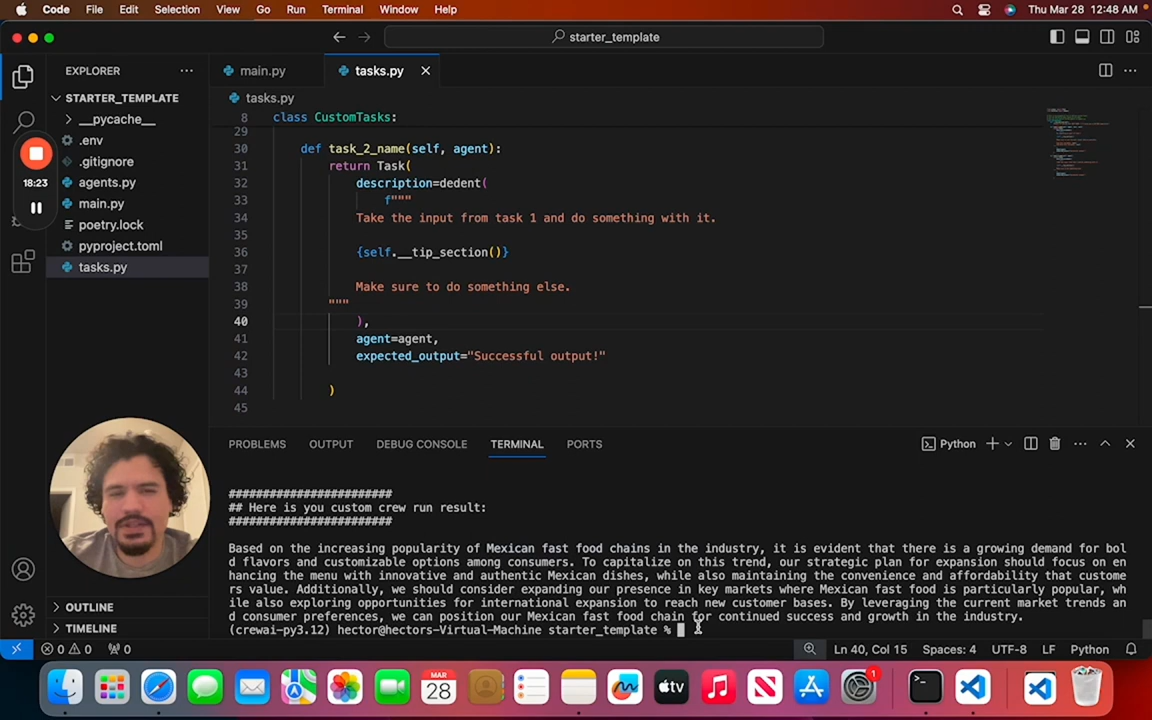 Code File Edit Selection View Go Run Terminal Window Help Thu Mar 28 12:48 AM
starter_template
EXPLORER
main.py
tasks.py
STARTER_TEMPLATE
tasks.py
__pycache__
8 class CustomTasks:
.env
29
.gitignore
30 def task_2_name(self, agent):
18:23
agents.py
31 return Task(
main.py
32 description=dedent(
poetry.lock
33 f"""
pyproject.toml
34 Take the input from task 1 and do something with it.
tasks.py
35
36 {self.__tip_section()}
37
38 Make sure to do something else.
39 """
40 ),
41 agent=agent,
42 expected_output="Successful output!"
43
44 )
45
PROBLEMS OUTPUT DEBUG CONSOLE TERMINAL PORTS Python
########################
## Here is you custom crew run result:
########################
Based on the increasing popularity of Mexican fast food chains in the industry, it is evident that there is a growing demand for bol
d flavors and customizable options among consumers. To capitalize on this trend, our strategic plan for expansion should focus on en
hancing the menu with innovative and authentic Mexican dishes, while also maintaining the convenience and affordability that custome
rs value. Additionally, we should consider expanding our presence in key markets where Mexican fast food is particularly popular, wh
ile also exploring opportunities for international expansion to reach new customer bases. By leveraging the current market trends an
d consumer preferences, we can position our Mexican fast food chain for continued success and growth in the industry.
(crewai-py3.12) hector@hectors-Virtual-Machine starter_template %
OUTLINE
TIMELINE
0 0 0 Ln 40, Col 15 Spaces: 4 UTF-8 LF Python
MAR
28
1
tv